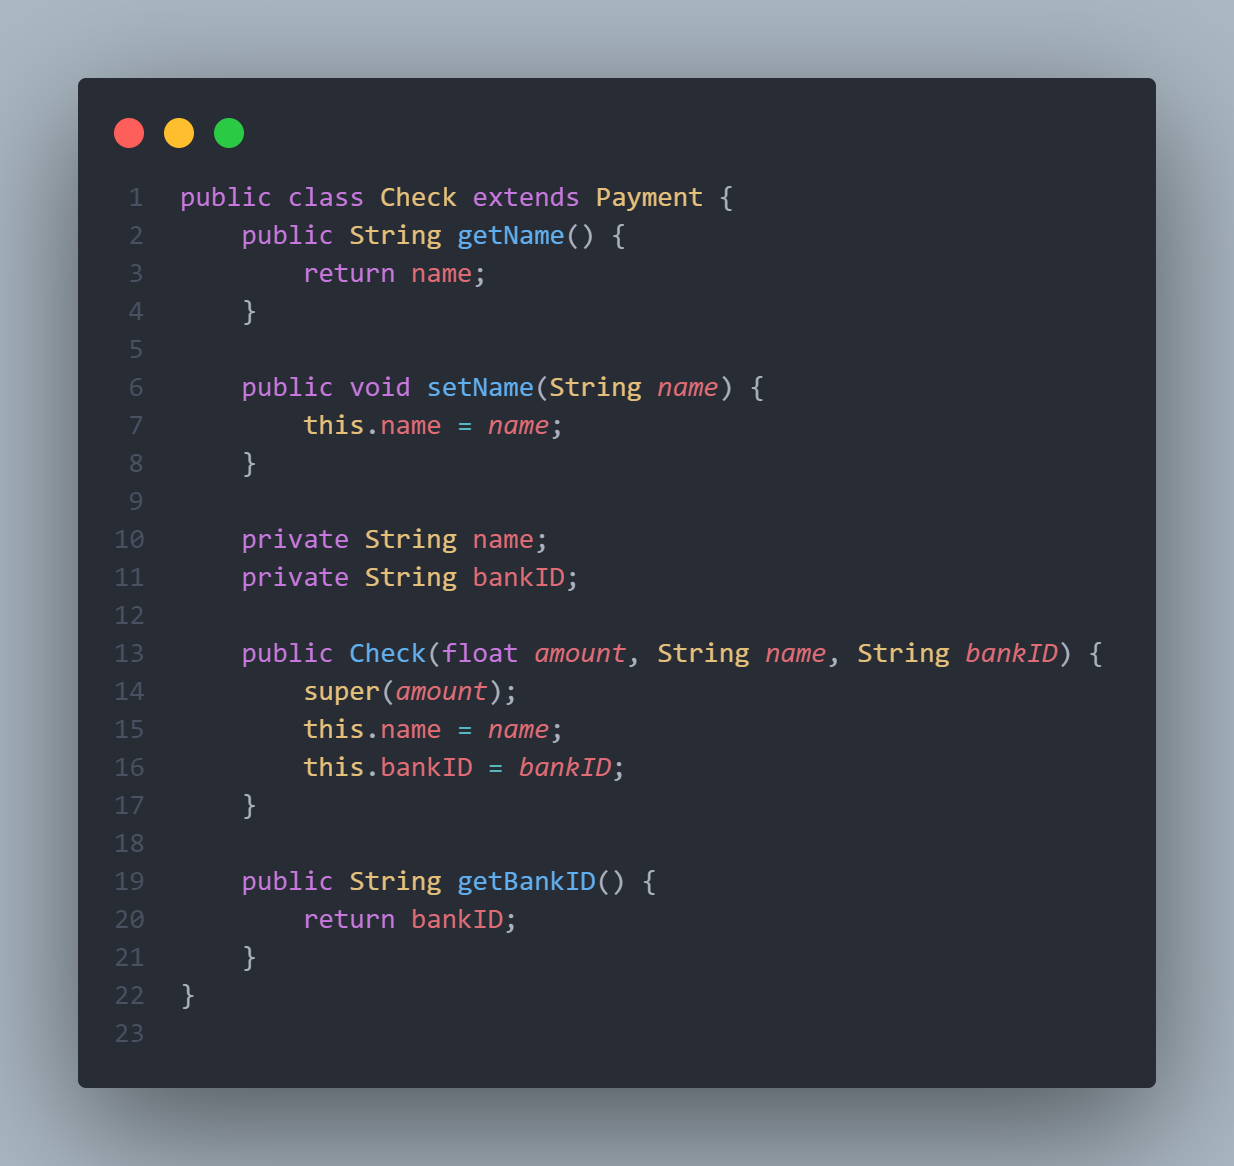 1 public class Check extends Payment {
2     public String getName() {
3         return name;
4     }
5
6     public void setName(String name) {
7         this.name = name;
8     }
9
10     private String name;
11     private String bankID;
12
13     public Check(float amount, String name, String bankID) {
14         super(amount);
15         this.name = name;
16         this.bankID = bankID;
17     }
18
19     public String getBankID() {
20         return bankID;
21     }
22 }
23